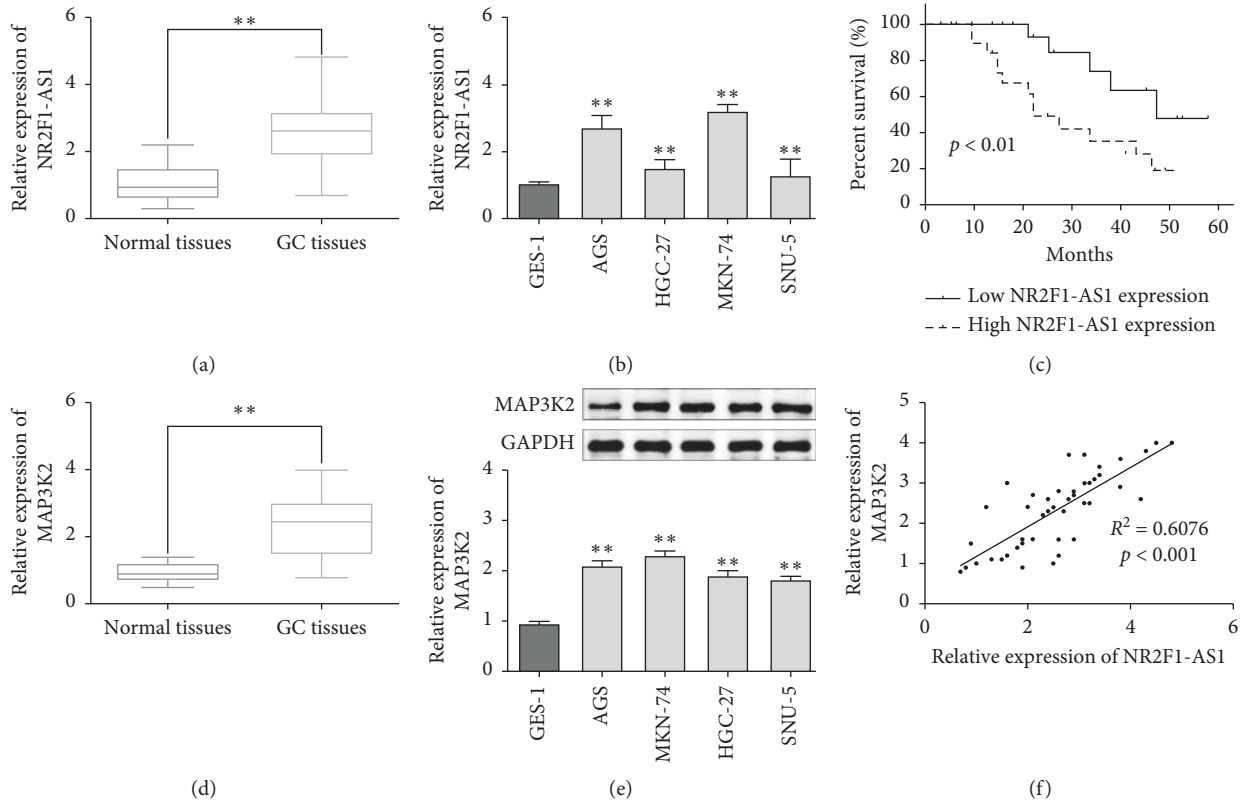 Relative expression of
NR2F1-AS1
6
4
2
0
**
Normal tissues
GC tissues
(a)
Relative expression of
NR2F1-AS1
6
4
2
0
**
**
**
**
GES-1
AGS
HGC-27
MKN-74
SNU-5
(b)
Percent survival (%)
100
80
60
40
20
p < 0.01
0
10
20
30
40
50
60
Months
Low NR2F1-AS1 expression
High NR2F1-AS1 expression
(c)
Relative expression of
MAP3K2
6
4
2
0
**
Normal tissues
GC tissues
(d)
MAP3K2
GAPDH
Relative expression of
MAP3K2
4
3
2
1
0
**
**
**
**
GES-1
AGS
MKN-74
HGC-27
SNU-5
(e)
Relative expression of
MAP3K2
5
4
3
2
1
0
R² = 0.6076
p < 0.001
0
2
4
6
Relative expression of NR2F1-AS1
(f)